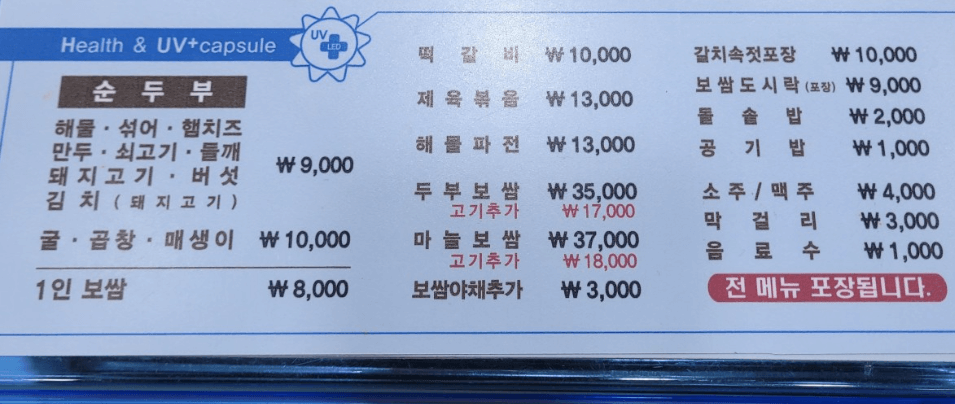 Health & UV+capsule
UV
LED
순두부
해물 · 섞어 · 햄치즈
만두 · 쇠고기 · 들깨
돼지고기 · 버섯
김치 (돼지고기)
₩ 9,000
굴 · 곱창 · 매생이 ₩ 10,000
1인 보쌈 ₩ 8,000
떡갈비 ₩ 10,000
제육볶음 ₩ 13,000
해물파전 ₩ 13,000
두부보쌈 ₩ 35,000
고기추가 ₩ 17,000
마늘보쌈 ₩ 37,000
고기추가 ₩ 18,000
보쌈야채추가 ₩ 3,000
갈치속젓포장 ₩ 10,000
보쌈도시락 (포장) ₩ 9,000
돌솥밥 ₩ 2,000
공기밥 ₩ 1,000
소주 / 맥주 ₩ 4,000
막걸리 ₩ 3,000
음료수 ₩ 1,000
전 메뉴 포장됩니다.